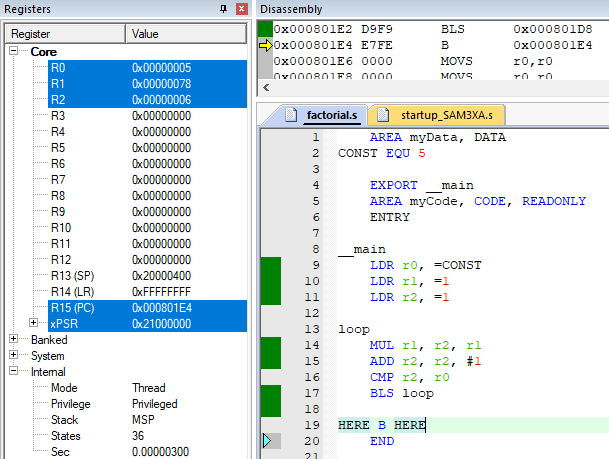 Registers
Register Value
Core
R0 0x00000005
R1 0x00000078
R2 0x00000006
R3 0x00000000
R4 0x00000000
R5 0x00000000
R6 0x00000000
R7 0x00000000
R8 0x00000000
R9 0x00000000
R10 0x00000000
R11 0x00000000
R12 0x00000000
R13 (SP) 0x20000400
R14 (LR) 0xFFFFFFFF
R15 (PC) 0x000801E4
xPSR 0x21000000
Banked
System
Internal
Mode Thread
Privilege Privileged
Stack MSP
States 36
Sec 0.00000300
Disassembly
0x000801E2 D9F9 BLS 0x000801D8
0x000801E4 E7FE B 0x000801E4
0x000801E6 0000 MOVS r0,r0
0x000801E8 0000 MOVS r0,r0
factorial.s startup_SAM3XA.s
1 AREA myData, DATA
2 CONST EQU 5
3
4 EXPORT __main
5 AREA myCode, CODE, READONLY
6 ENTRY
7
8 __main
9 LDR r0, =CONST
10 LDR r1, =1
11 LDR r2, =1
12
13 loop
14 MUL r1, r2, r1
15 ADD r2, r2, #1
16 CMP r2, r0
17 BLS loop
18
19 HERE B HERE
20 END
21